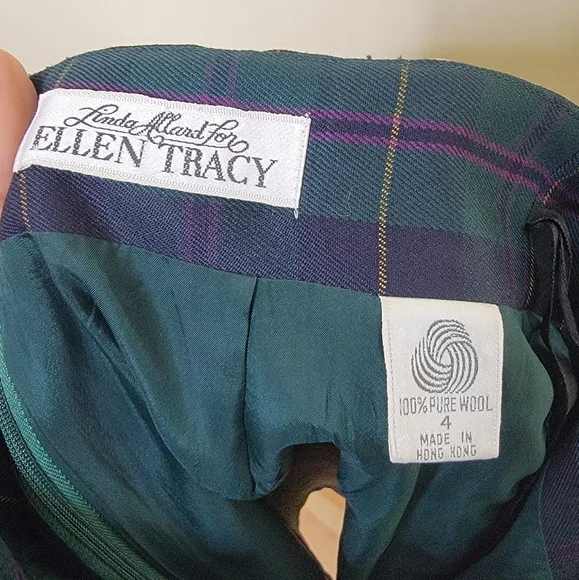 Linda Allard for
ELLEN TRACY
100% PURE WOOL
4
MADE IN
HONG KONG